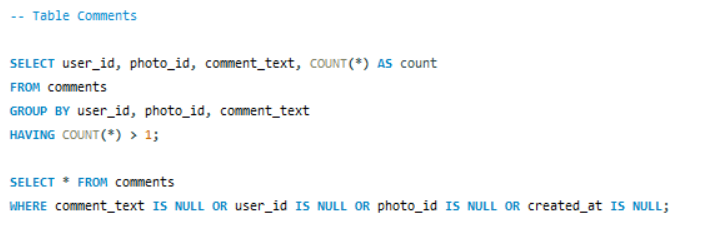 -- Table Comments
SELECT user_id, photo_id, comment_text, COUNT(*) AS count
FROM comments
GROUP BY user_id, photo_id, comment_text
HAVING COUNT(*) > 1;
SELECT * FROM comments
WHERE comment_text IS NULL OR user_id IS NULL OR photo_id IS NULL OR created_at IS NULL;